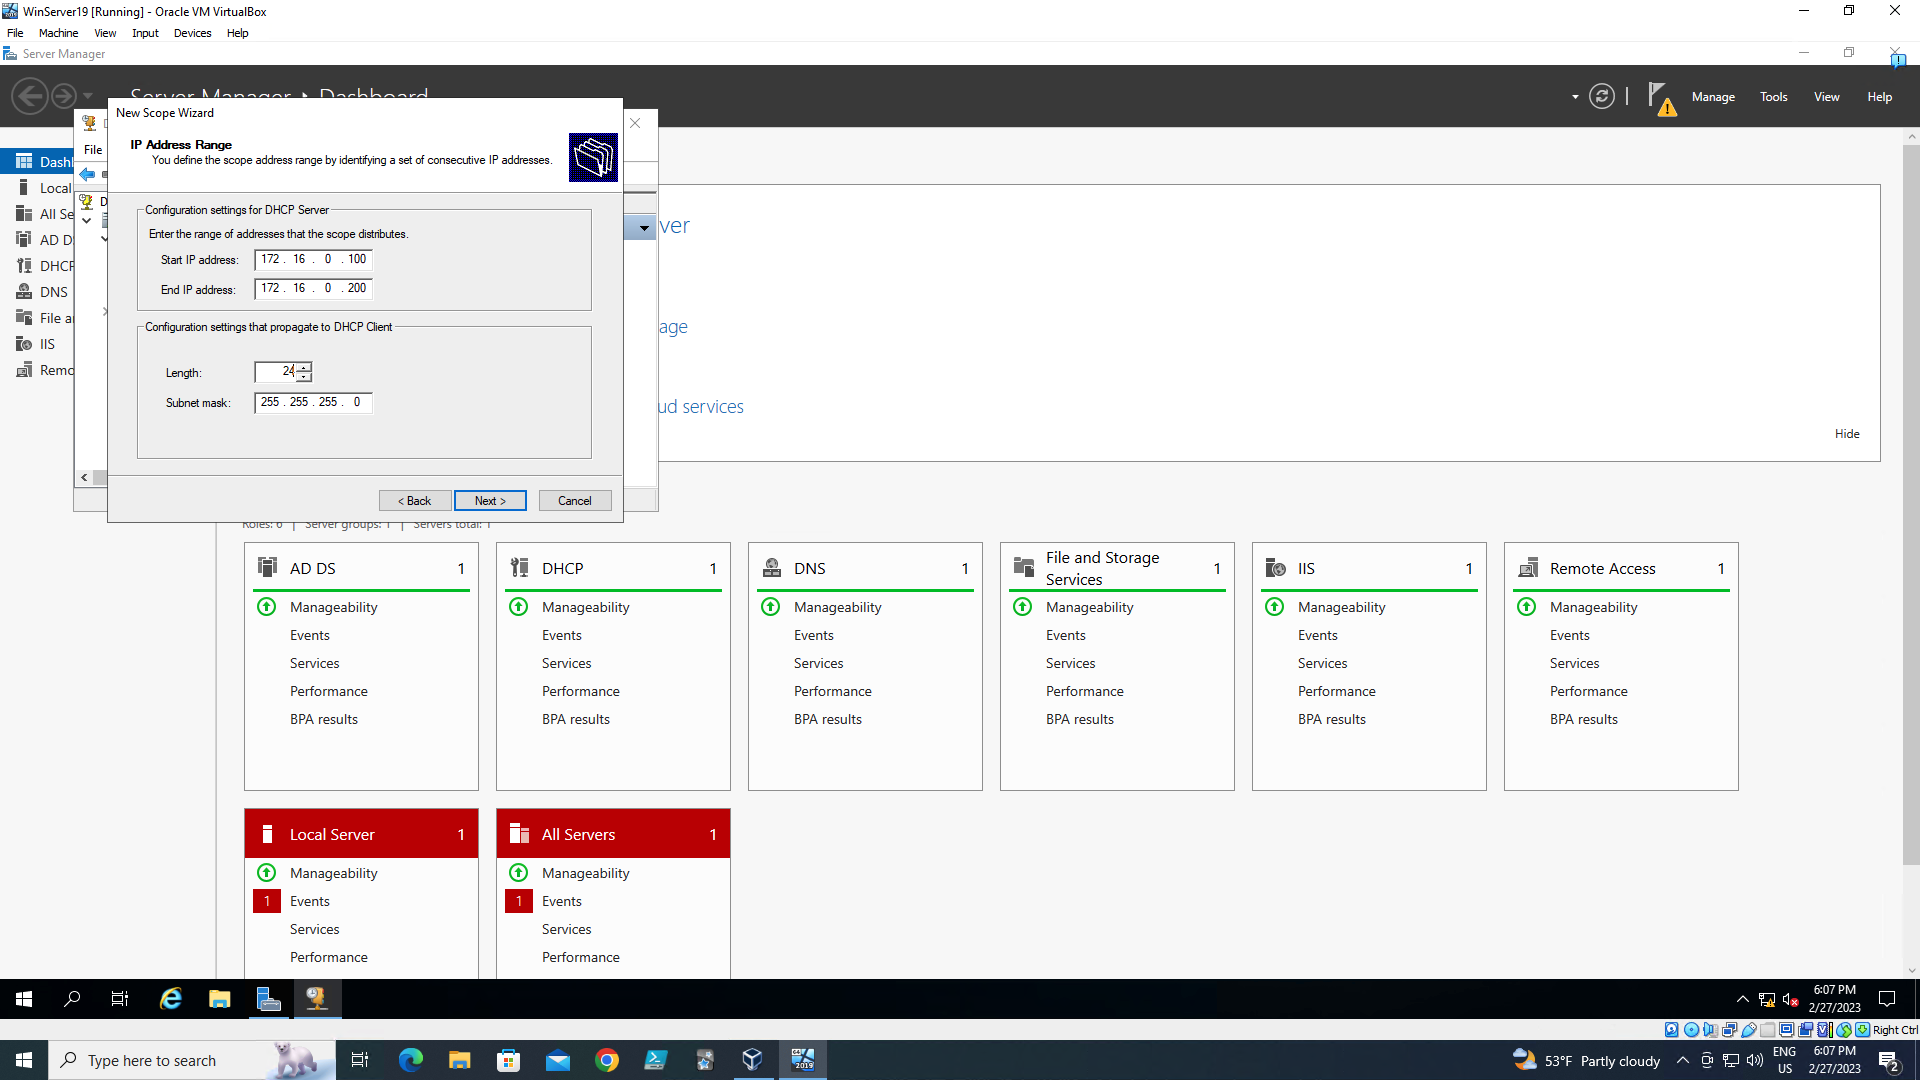 WinServer19 [Running] - Oracle VM VirtualBox
File Machine View Input Devices Help
Server Manager
Server Manager ▸ Dashboard
Manage Tools View Help
New Scope Wizard
IP Address Range
You define the scope address range by identifying a set of consecutive IP addresses.
Configuration settings for DHCP Server
Enter the range of addresses that the scope distributes.
Start IP address: 172 . 16 . 0 . 100
End IP address: 172 . 16 . 0 . 200
Configuration settings that propagate to DHCP Client
Length: 24
Subnet mask: 255 . 255 . 255 . 0
< Back Next > Cancel
File
D
Dashl
Local
All Se
AD D
DHCP
DNS
File a
IIS
Remo
ver
age
ud services
Hide
Roles: 6 | Server groups: 1 | Servers total: 1
AD DS 1
Manageability
Events
Services
Performance
BPA results
DHCP 1
Manageability
Events
Services
Performance
BPA results
DNS 1
Manageability
Events
Services
Performance
BPA results
File and Storage
Services 1
Manageability
Events
Services
Performance
BPA results
IIS 1
Manageability
Events
Services
Performance
BPA results
Remote Access 1
Manageability
Events
Services
Performance
BPA results
Local Server 1
Manageability
1 Events
Services
Performance
All Servers 1
Manageability
1 Events
Services
Performance
6:07 PM
2/27/2023
Right Ctrl
Type here to search
2019
53°F Partly cloudy
ENG
US
6:07 PM
2/27/2023
2